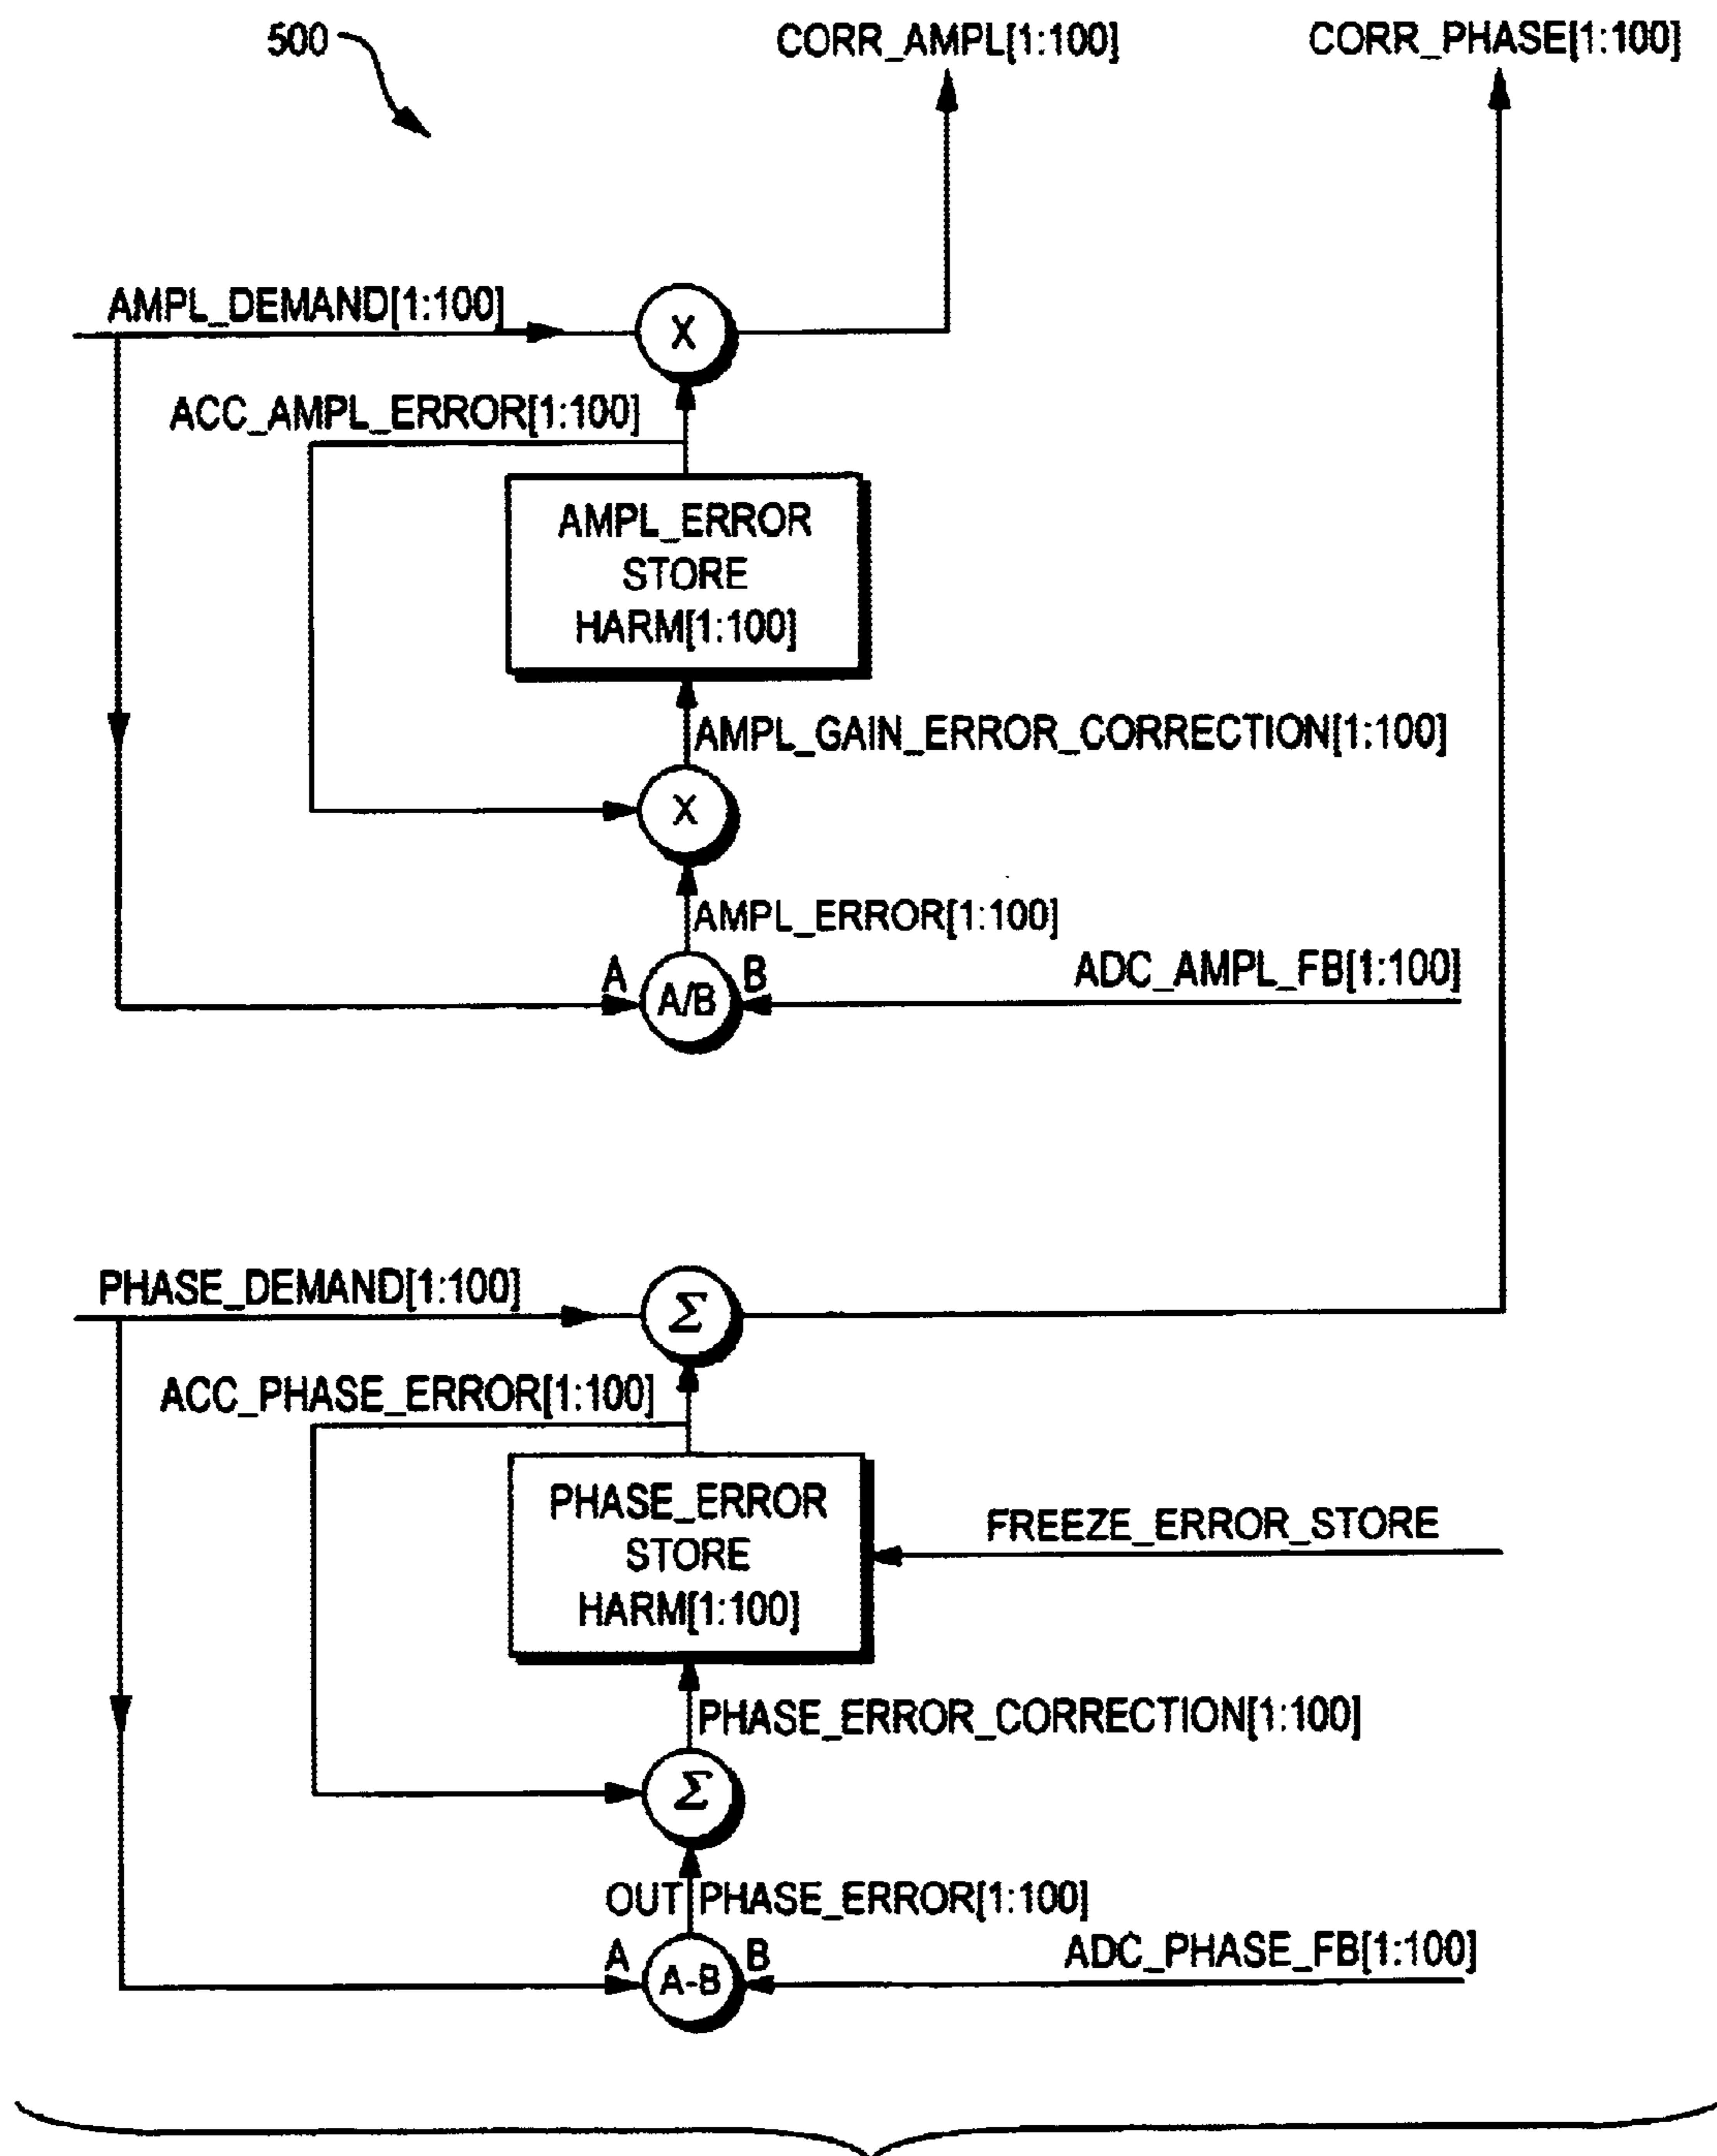 500
CORR_AMPL[1:100]
CORR_PHASE[1:100]
AMPL_DEMAND[1:100]
X
ACC_AMPL_ERROR[1:100]
AMPL_ERROR
STORE
HARM[1:100]
AMPL_GAIN_ERROR_CORRECTION[1:100]
X
AMPL_ERROR[1:100]
A
A/B
B
ADC_AMPL_FB[1:100]
PHASE_DEMAND[1:100]
Σ
ACC_PHASE_ERROR[1:100]
PHASE_ERROR
STORE
HARM[1:100]
FREEZE_ERROR_STORE
PHASE_ERROR_CORRECTION[1:100]
Σ
OUT PHASE_ERROR[1:100]
A
A-B
B
ADC_PHASE_FB[1:100]